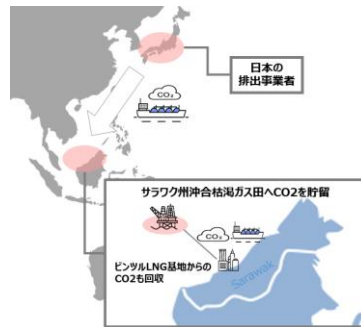 日本の
排出事業者
CO₂
サラワク州沖合枯渇ガス田へCO2を貯留
CO₂
ビンツルLNG基地からの
CO2も回収
Sarawak